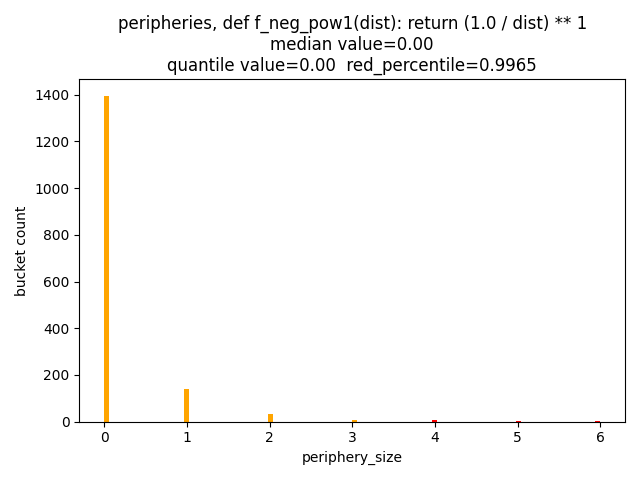 peripheries, def f_neg_pow1(dist): return (1.0 / dist) ** 1
median value=0.00
quantile value=0.00  red_percentile=0.9965
1400
1200
1000
800
600
400
200
0
bucket count
0 1 2 3 4 5 6
periphery_size